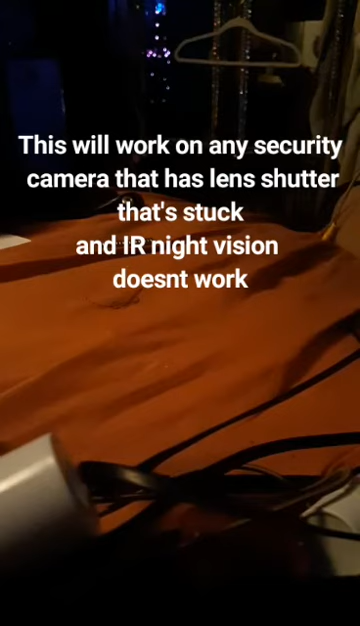 This will work on any security
camera that has lens shutter
that's stuck
and IR night vision
doesnt work